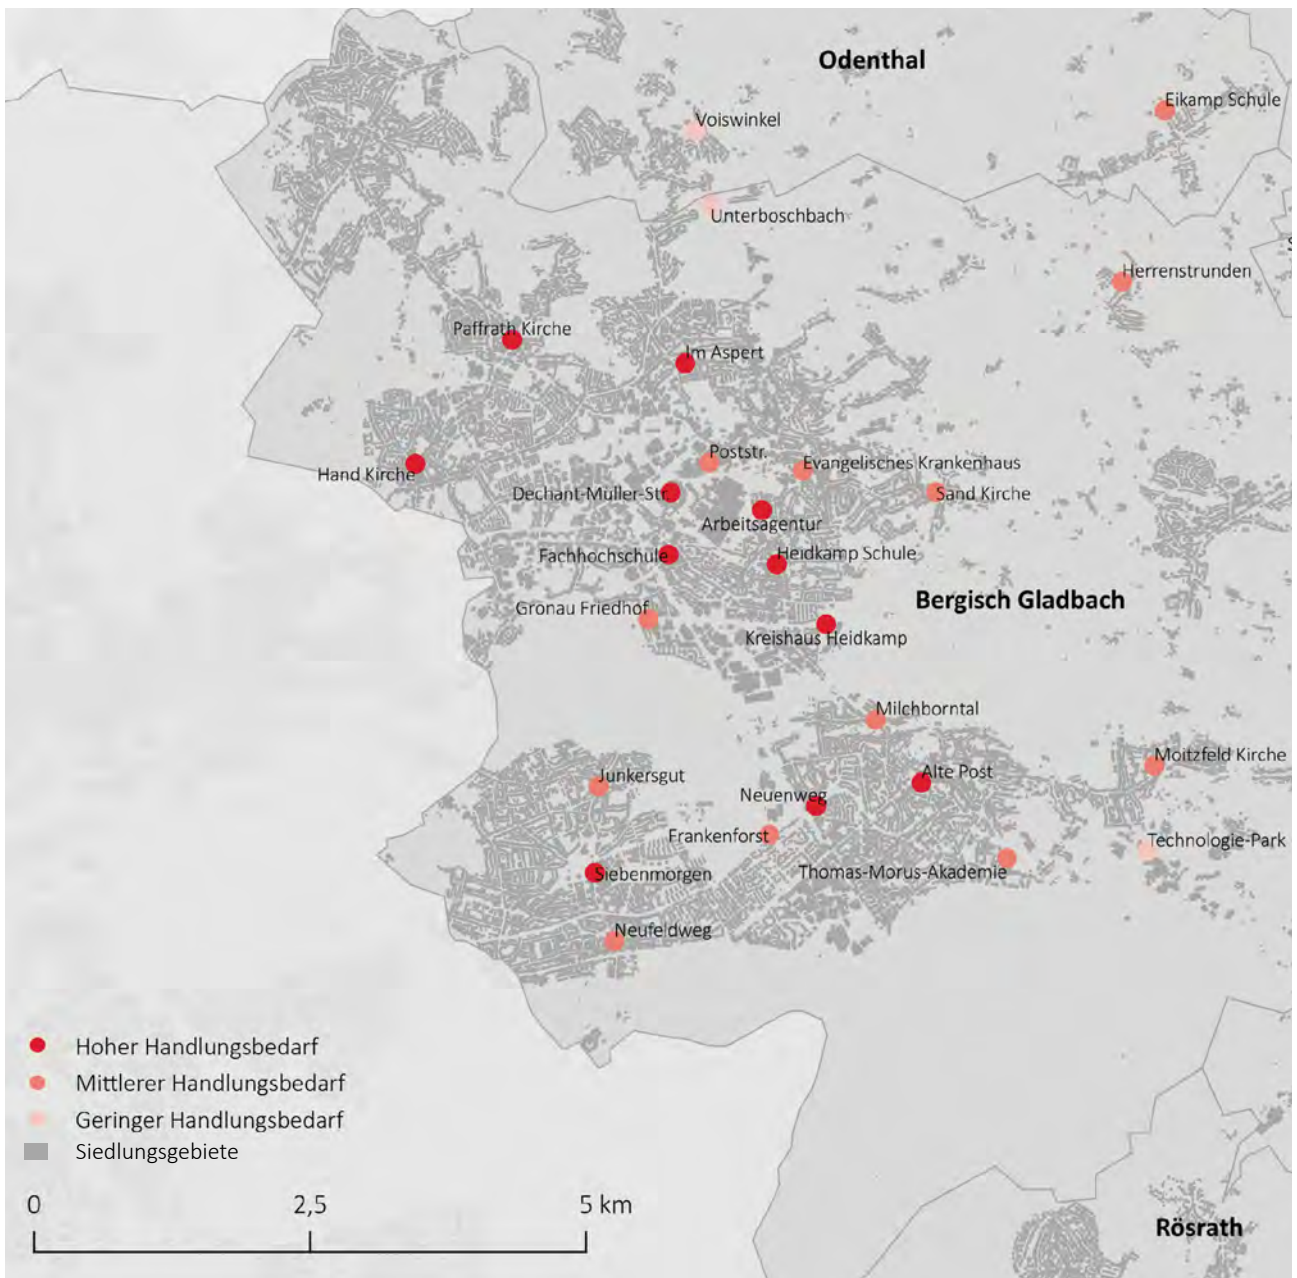 Odenthal
Eikamp Schule
Voiswinkel
Unterboschbach
Herrenstrunden
Paffrath Kirche
Im Aspert
Poststr.
Evangelisches Krankenhaus
Hand Kirche
Dechant-Müller-Str.
Sand Kirche
Arbeitsagentur
Fachhochschule
Heidkamp Schule
Gronau Friedhof
Bergisch Gladbach
Kreishaus Heidkamp
Milchborntal
Moitzfeld Kirche
Junkersgut
Alte Post
Neuenweg
Frankenforst
Technologie-Park
Siebenmorgen
Thomas-Morus-Akademie
Neufeldweg
Hoher Handlungsbedarf
Mittlerer Handlungsbedarf
Geringer Handlungsbedarf
Siedlungsgebiete
0 2,5 5 km
Rösrath